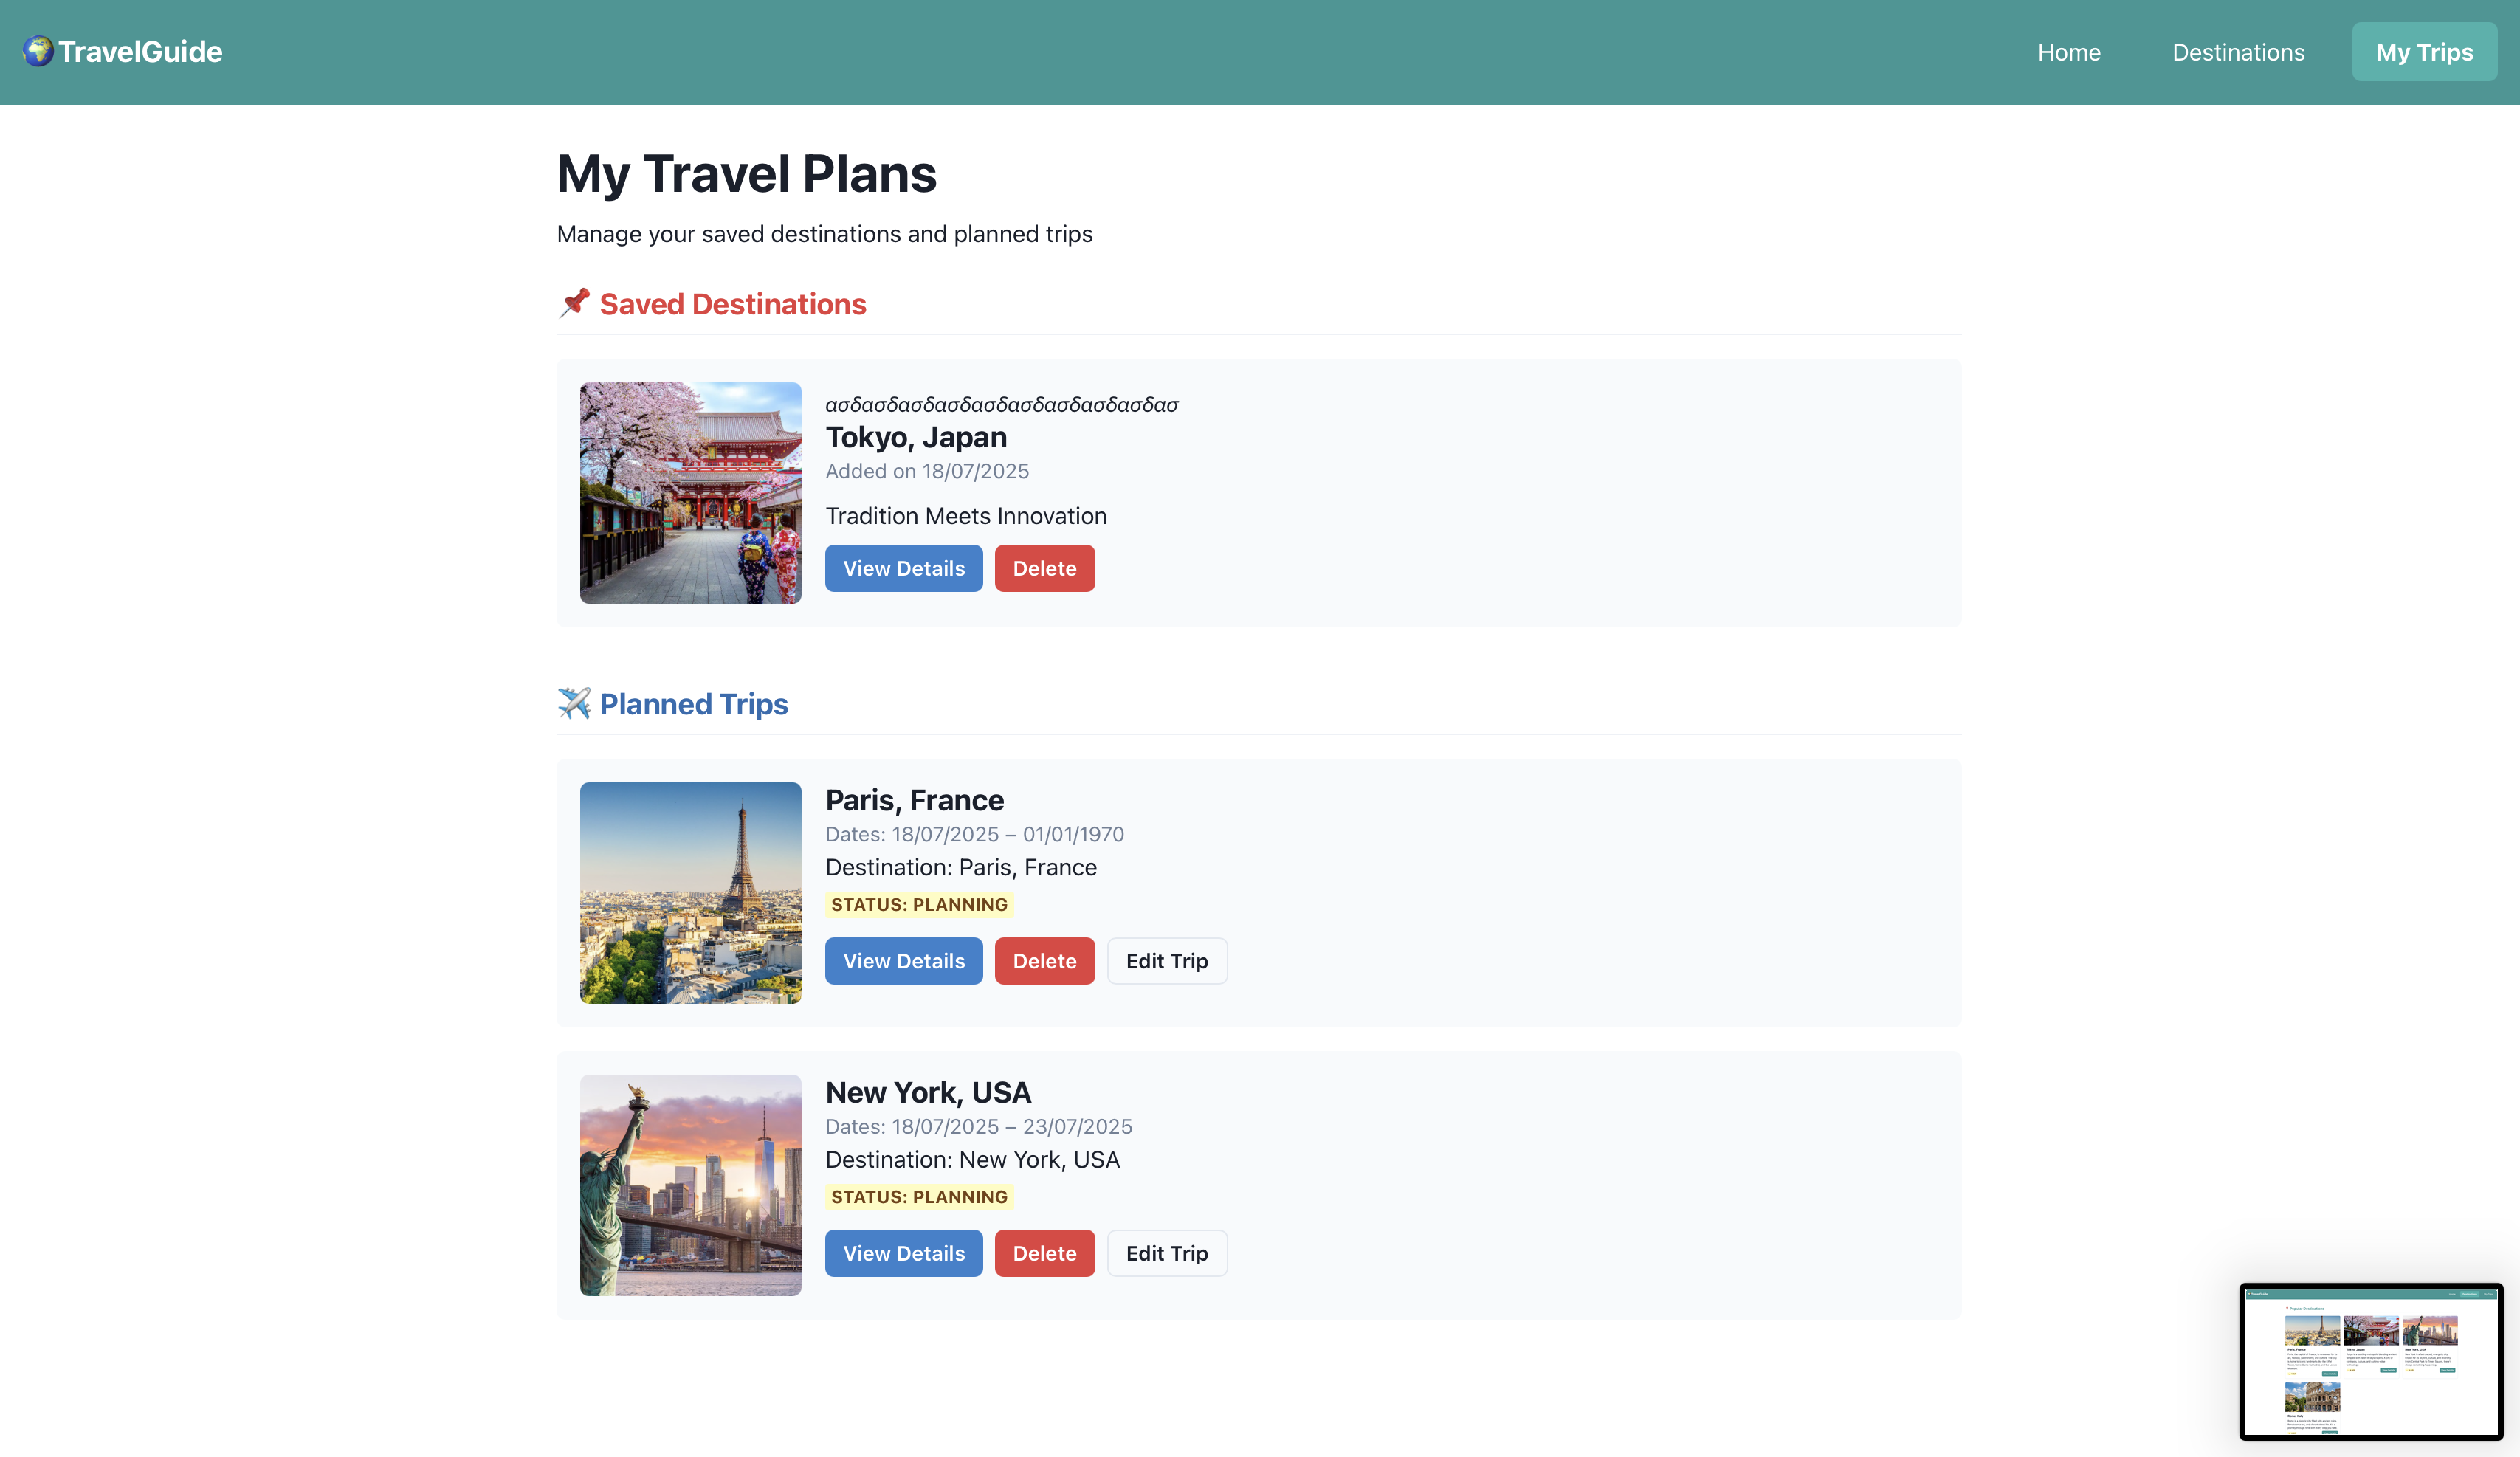 TravelGuide
Home
Destinations
My Trips
My Travel Plans
Manage your saved destinations and planned trips
Saved Destinations
ασδασδασδασδασδασδασδασδασδασ
Tokyo, Japan
Added on 18/07/2025
Tradition Meets Innovation
View Details
Delete
Planned Trips
Paris, France
Dates: 18/07/2025 – 01/01/1970
Destination: Paris, France
STATUS: PLANNING
View Details
Delete
Edit Trip
New York, USA
Dates: 18/07/2025 – 23/07/2025
Destination: New York, USA
STATUS: PLANNING
View Details
Delete
Edit Trip